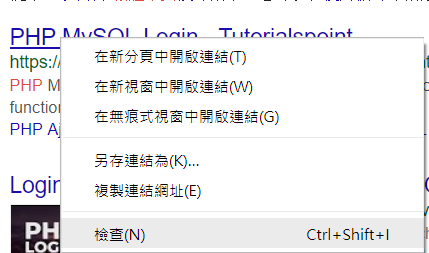 PHP MySQL Login - Tutorialspoint
https://
PHP M
function
PHP Aj
Login
PH
LOG
在新分頁中開啟連結(T)
在新視窗中開啟連結(W)
在無痕式視窗中開啟連結(G)
另存連結為(K)...
複製連結網址(E)
檢查(N) Ctrl+Shift+I